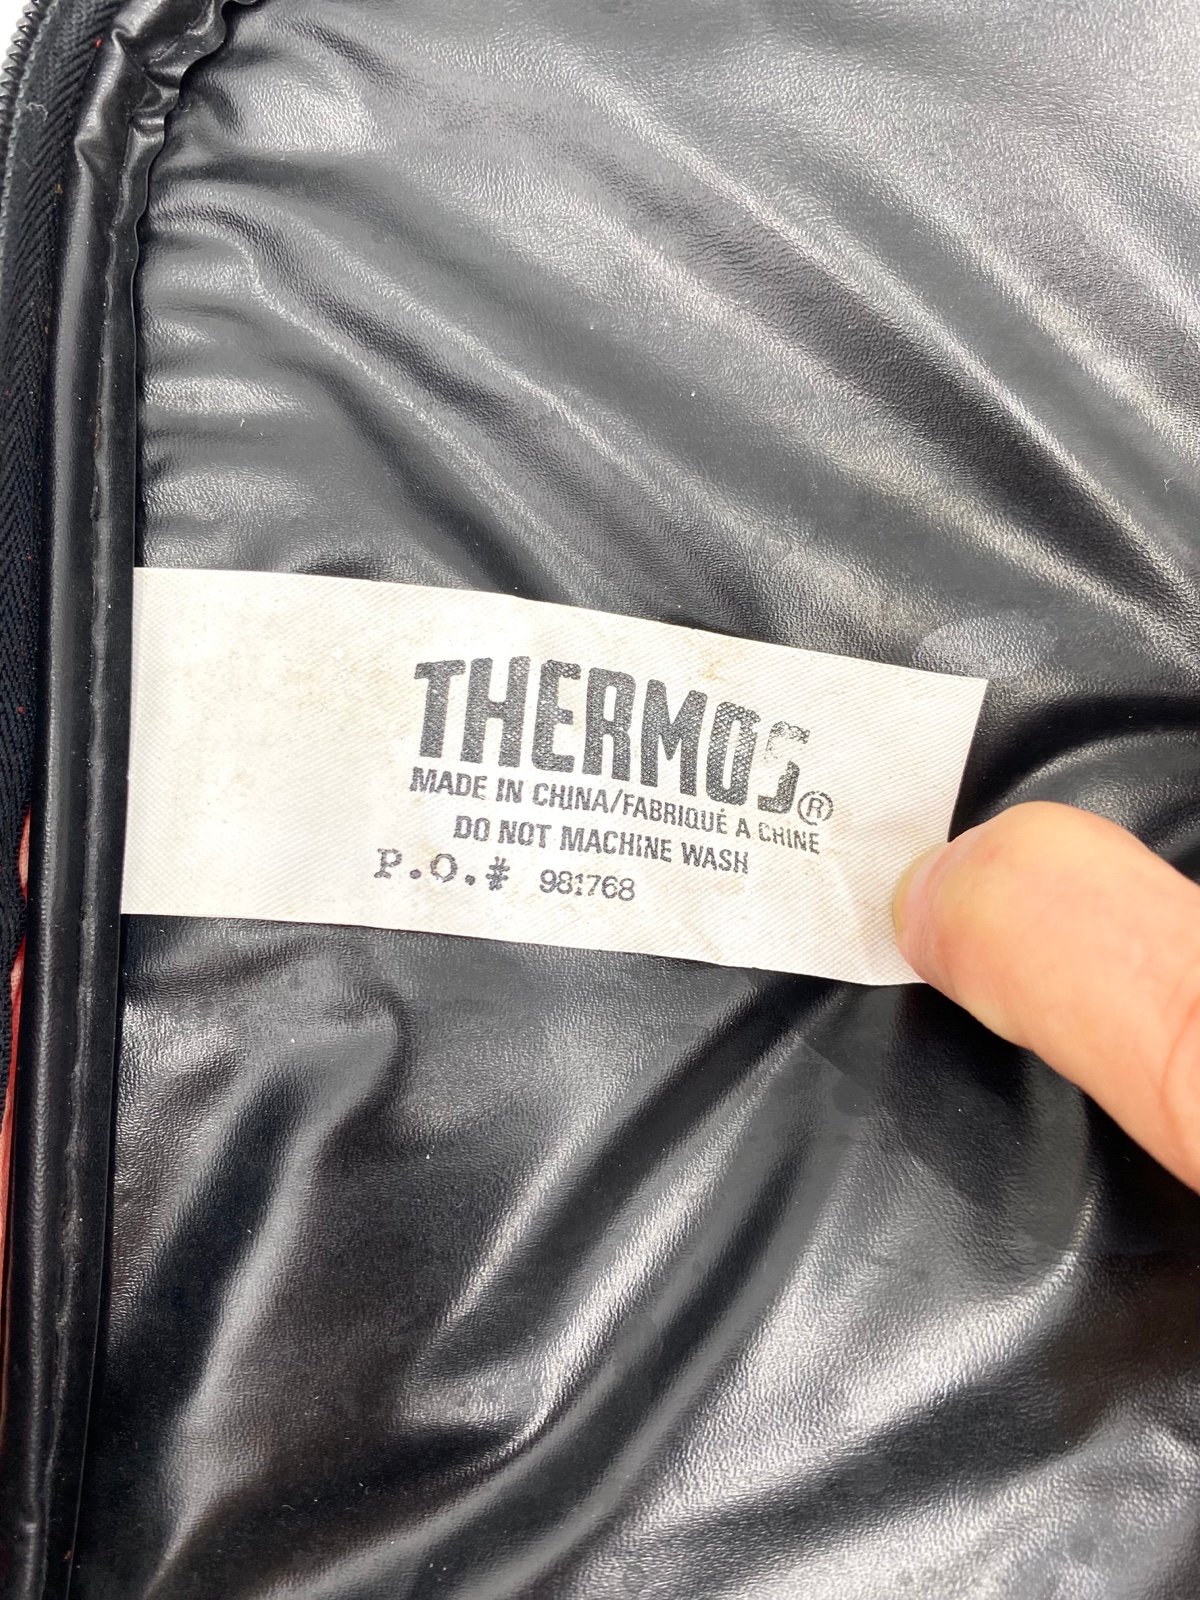 THERMOS®
MADE IN CHINA/FABRIQUÉ A CHINE
DO NOT MACHINE WASH
P.O.# 981768